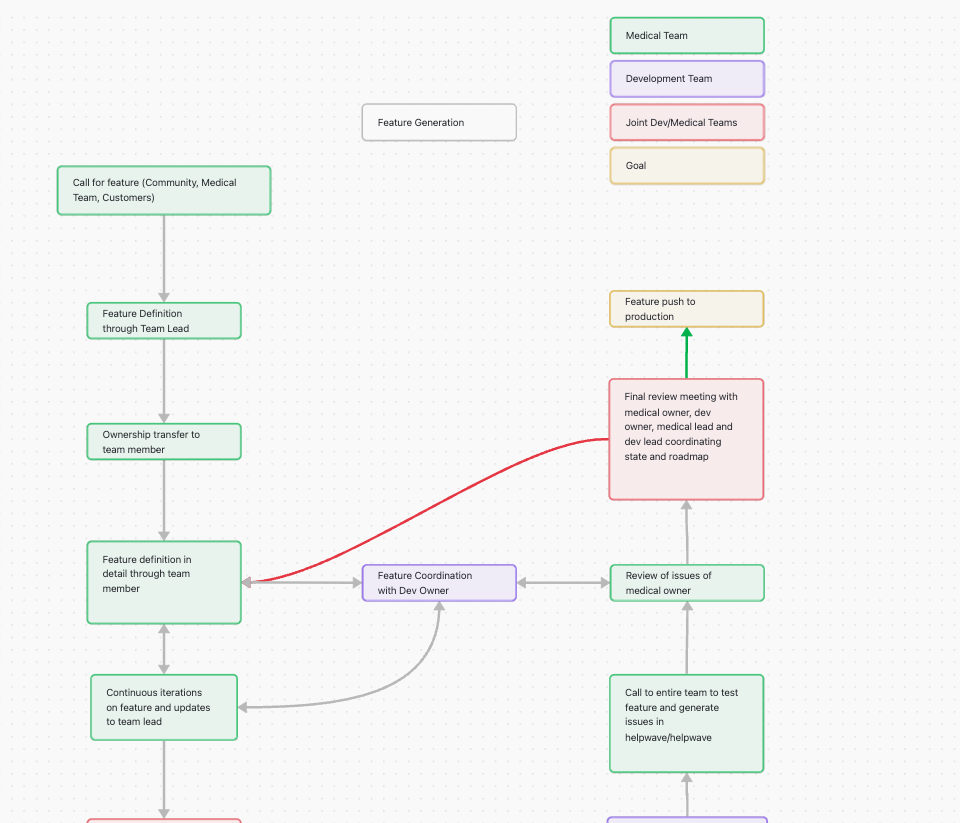 Medical Team
Development Team
Feature Generation
Joint Dev/Medical Teams
Goal
Call for feature (Community, Medical
Team, Customers)
Feature Definition
through Team Lead
Feature push to
production
Ownership transfer to
team member
Final review meeting with
medical owner, dev
owner, medical lead and
dev lead coordinating
state and roadmap
Feature definition in
detail through team
member
Feature Coordination
with Dev Owner
Review of issues of
medical owner
Continuous iterations
on feature and updates
to team lead
Call to entire team to test
feature and generate
issues in
helpwave/helpwave